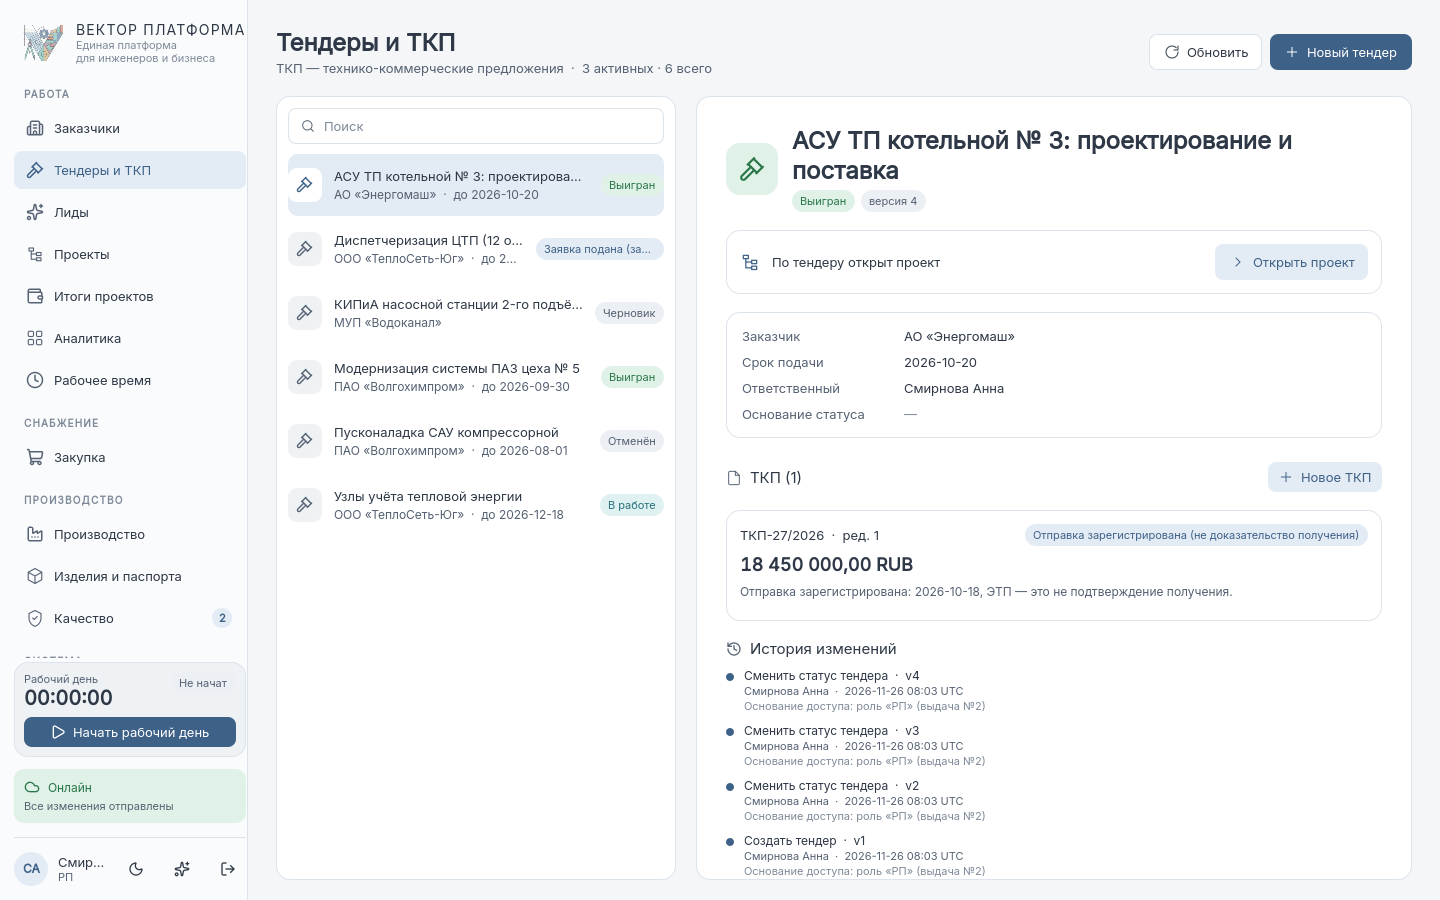 ВЕКТОР ПЛАТФОРМА
Единая платформа
для инженеров и бизнеса
РАБОТА
Заказчики
Тендеры и ТКП
Лиды
Проекты
Итоги проектов
Аналитика
Рабочее время
СНАБЖЕНИЕ
Закупка
ПРОИЗВОДСТВО
Производство
Изделия и паспорта
Качество 2
Рабочий день
Не начат
00:00:00
Начать рабочий день
Онлайн
Все изменения отправлены
СА
Смир...
РП
Тендеры и ТКП
ТКП — технико-коммерческие предложения · 3 активных · 6 всего
Обновить
Новый тендер
Поиск
АСУ ТП котельной № 3: проектирова...
АО «Энергомаш» · до 2026-10-20
Выигран
Диспетчеризация ЦТП (12 о...
ООО «ТеплоСеть-Юг» · до 2...
Заявка подана (за...
КИПиА насосной станции 2-го подъё...
МУП «Водоканал»
Черновик
Модернизация системы ПАЗ цеха № 5
ПАО «Волгохимпром» · до 2026-09-30
Выигран
Пусконаладка САУ компрессорной
ПАО «Волгохимпром» · до 2026-08-01
Отменён
Узлы учёта тепловой энергии
ООО «ТеплоСеть-Юг» · до 2026-12-18
В работе
АСУ ТП котельной № 3: проектирование и
поставка
Выигран
версия 4
По тендеру открыт проект
Открыть проект
Заказчик АО «Энергомаш»
Срок подачи 2026-10-20
Ответственный Смирнова Анна
Основание статуса —
ТКП (1)
Новое ТКП
ТКП-27/2026 · ред. 1
Отправка зарегистрирована (не доказательство получения)
18 450 000,00 RUB
Отправка зарегистрирована: 2026-10-18, ЭТП — это не подтверждение получения.
История изменений
Сменить статус тендера · v4
Смирнова Анна · 2026-11-26 08:03 UTC
Основание доступа: роль «РП» (выдача №2)
Сменить статус тендера · v3
Смирнова Анна · 2026-11-26 08:03 UTC
Основание доступа: роль «РП» (выдача №2)
Сменить статус тендера · v2
Смирнова Анна · 2026-11-26 08:03 UTC
Основание доступа: роль «РП» (выдача №2)
Создать тендер · v1
Смирнова Анна · 2026-11-26 08:03 UTC
Основание доступа: роль «РП» (выдача №2)